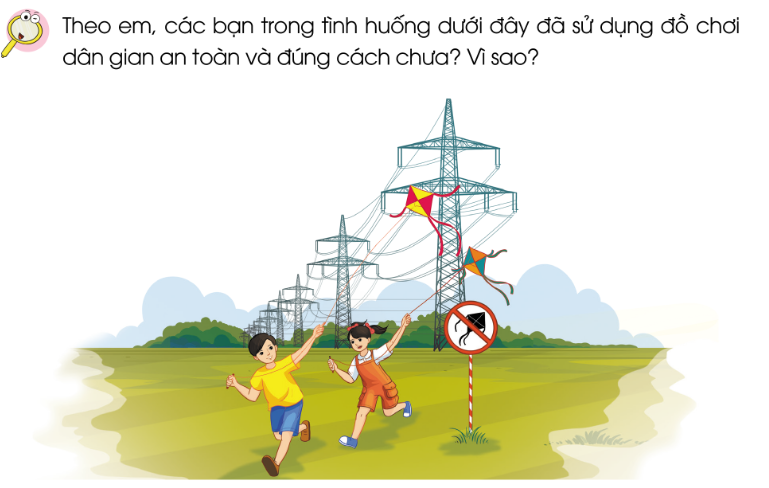 Theo em, các bạn trong tình huống dưới đây đã sử dụng đồ chơi
dân gian an toàn và đúng cách chưa? Vì sao?